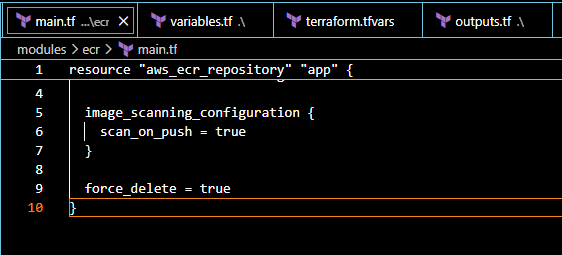 main.tf ...\ecr
variables.tf .\
terraform.tfvars
outputs.tf .\
modules > ecr > main.tf
1 resource "aws_ecr_repository" "app" {
4
5 image_scanning_configuration {
6 scan_on_push = true
7 }
8
9 force_delete = true
10 }